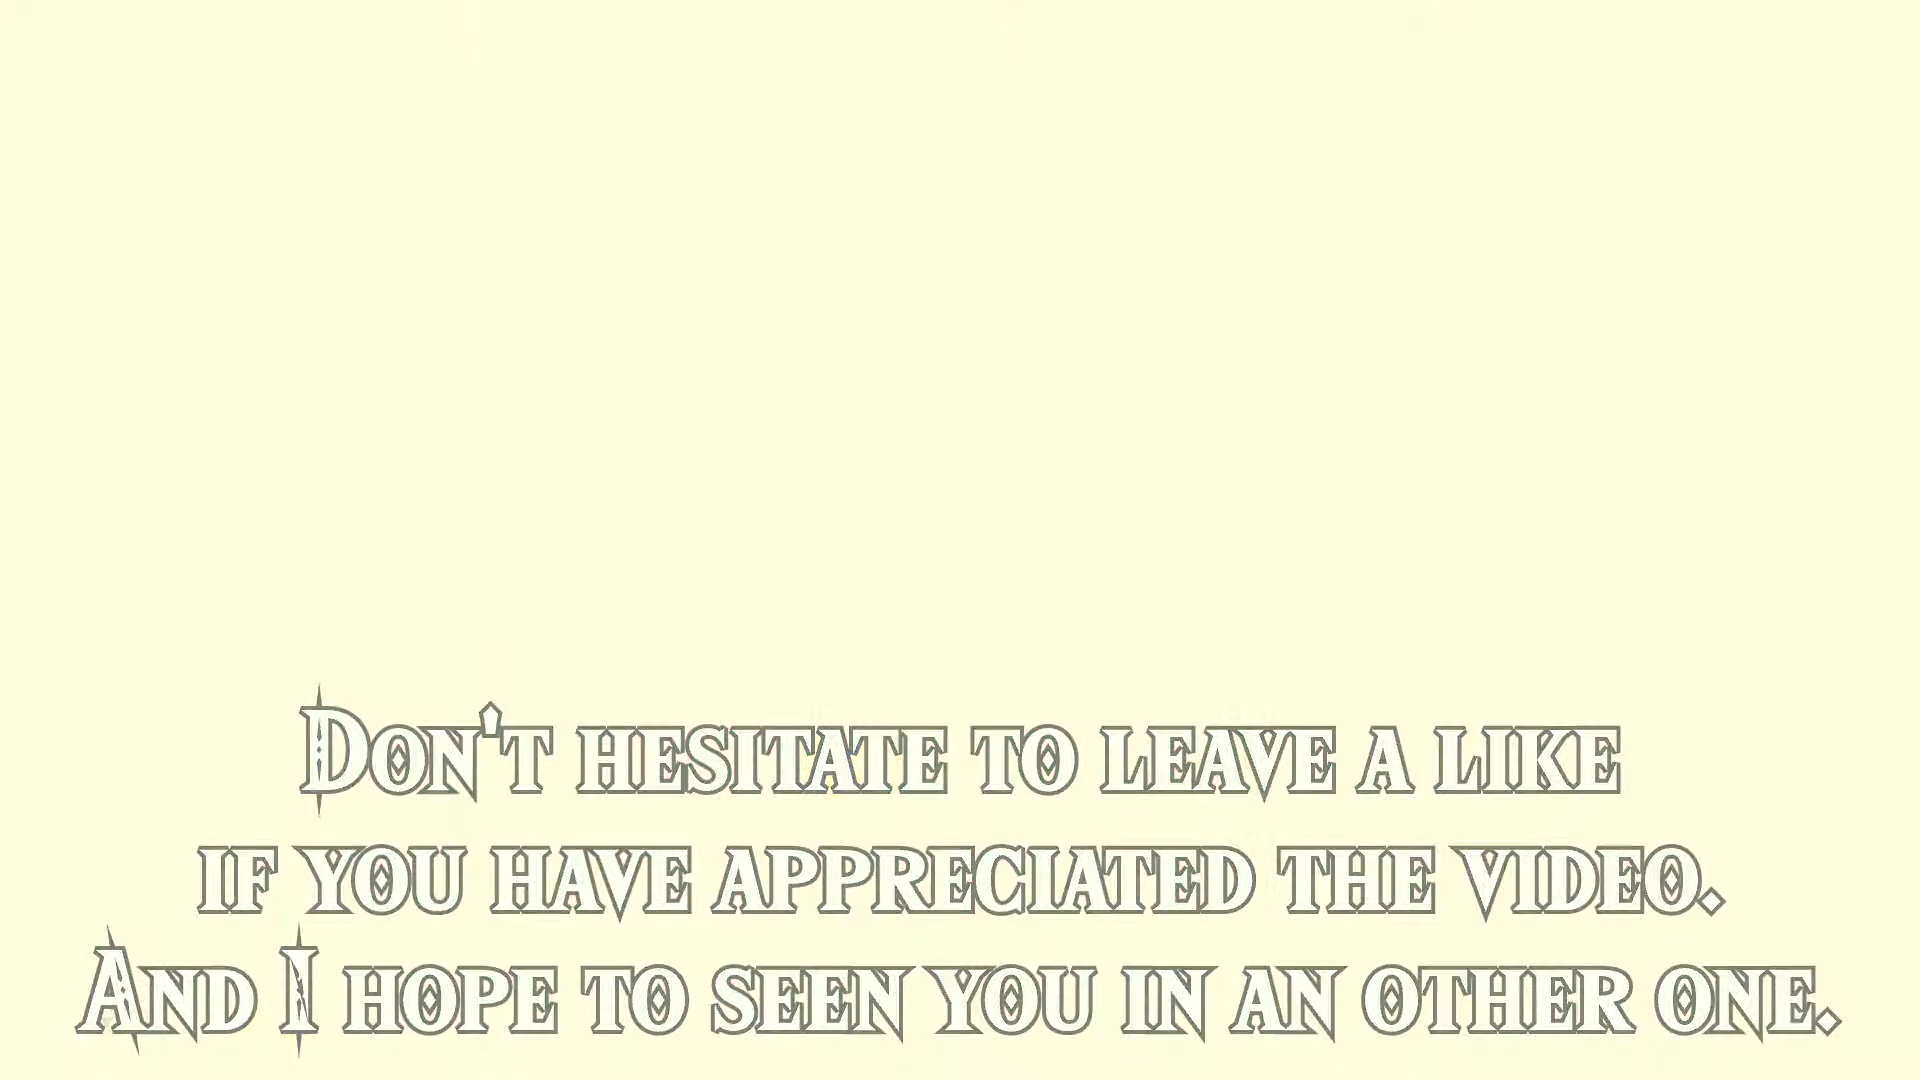 Don't hesitate to leave a like
if you have appreciated the video.
And I hope to seen you in an other one.